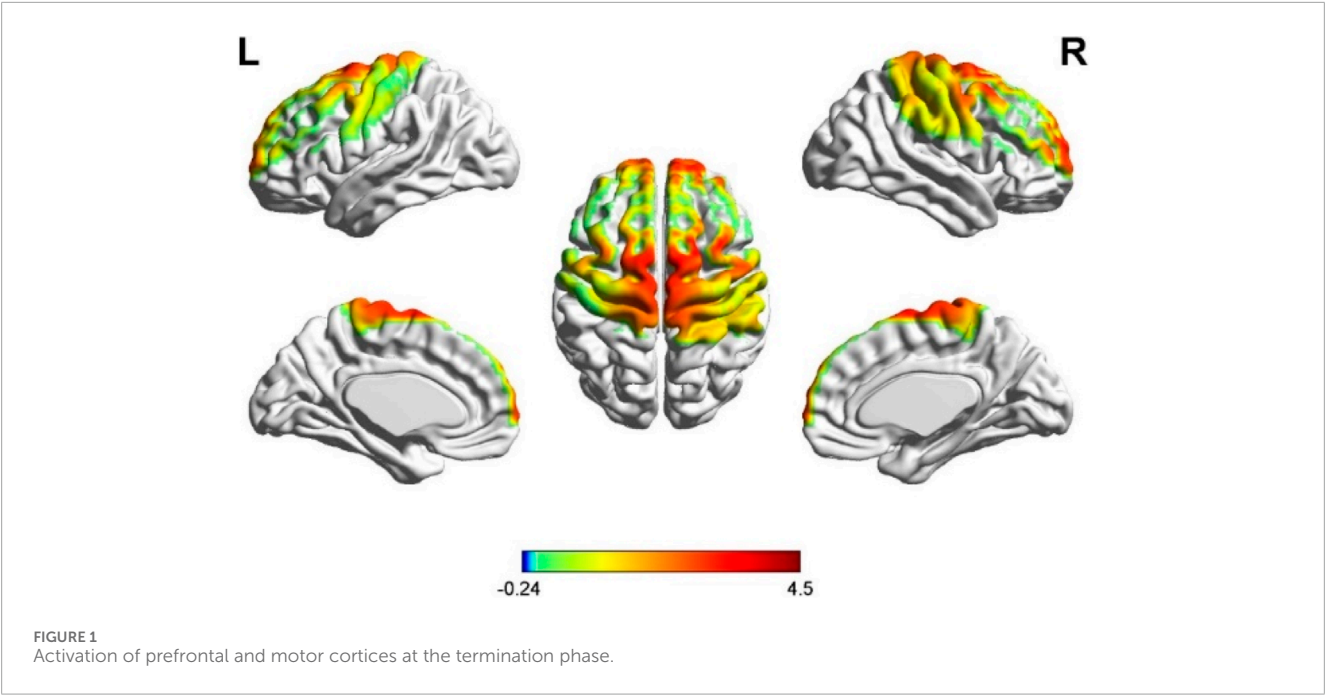 L
R
-0.24
4.5
FIGURE 1
Activation of prefrontal and motor cortices at the termination phase.